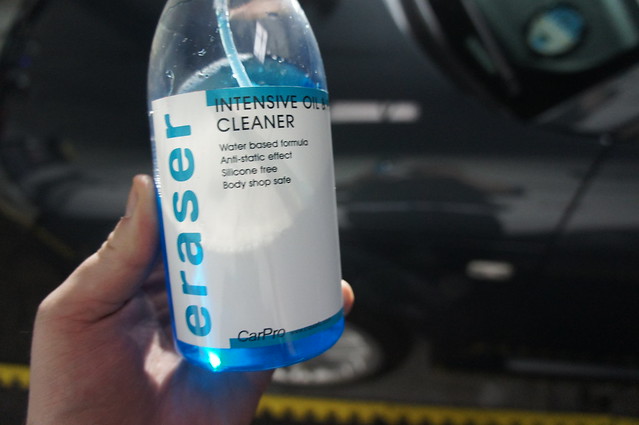 eraser
INTENSIVE OIL &
CLEANER
Water based formula
Anti-static effect
Silicone free
Body shop safe
CarPro